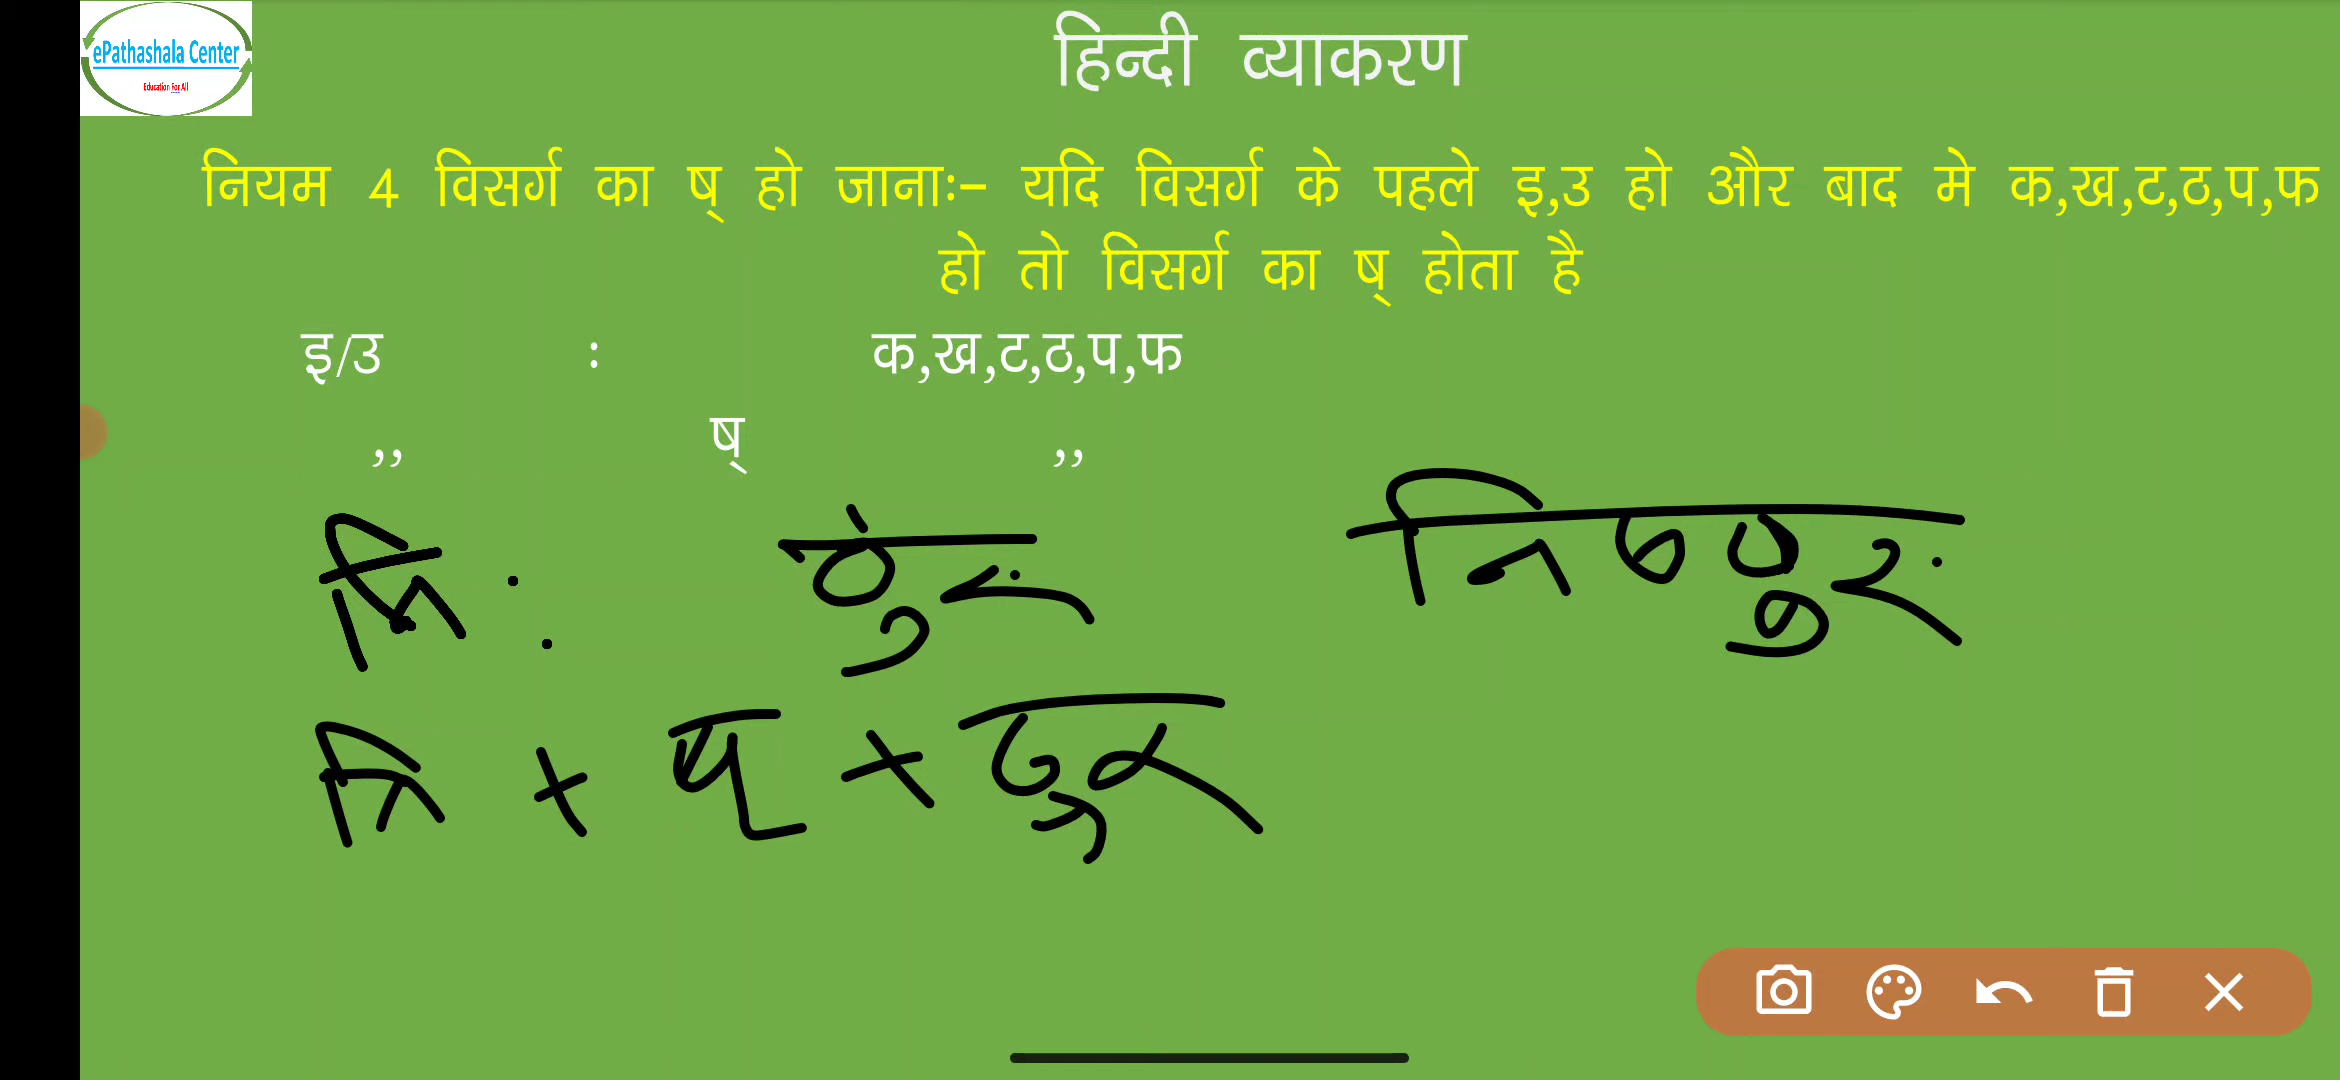 ePathashala Center
Education For All
हिन्दी व्याकरण
नियम 4 विसर्ग का ष् हो जानाः– यदि विसर्ग के पहले इ,उ हो और बाद मे क,ख,ट,ठ,प,फ
हो तो विसर्ग का ष् होता है
इ/उ : क,ख,ट,ठ,प,फ
,, ष् ,,
नि :
नि + ष् +